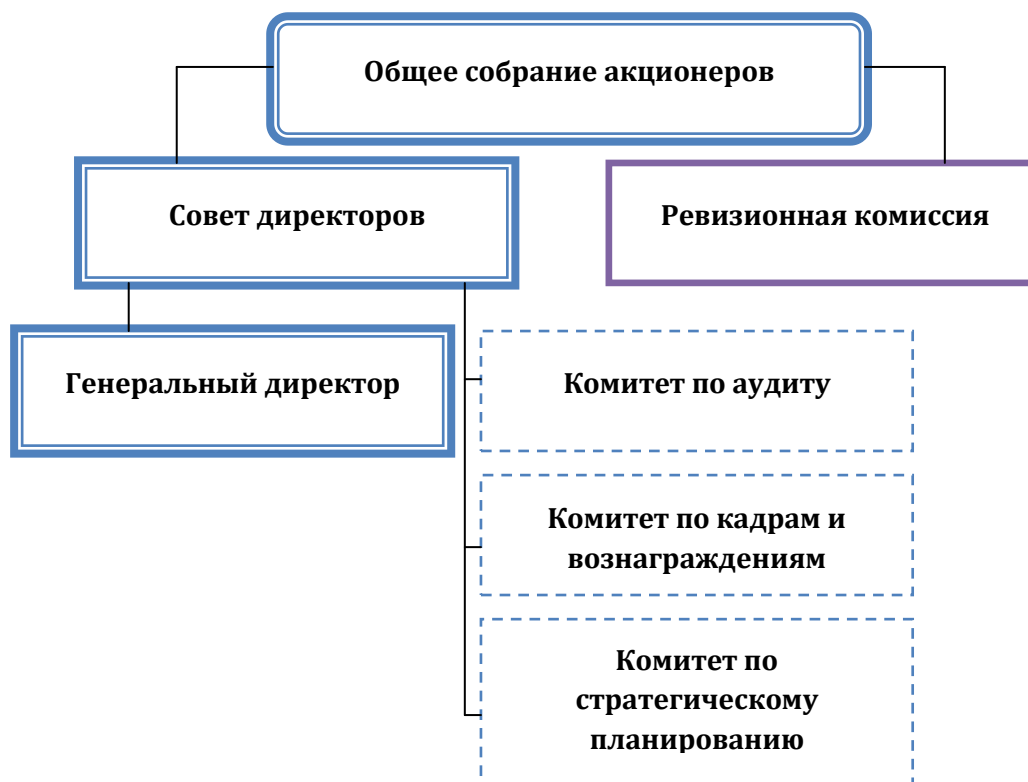 Общее собрание акционеров
Совет директоров
Ревизионная комиссия
Генеральный директор
Комитет по аудиту
Комитет по кадрам и
вознаграждениям
Комитет по
стратегическому
планированию